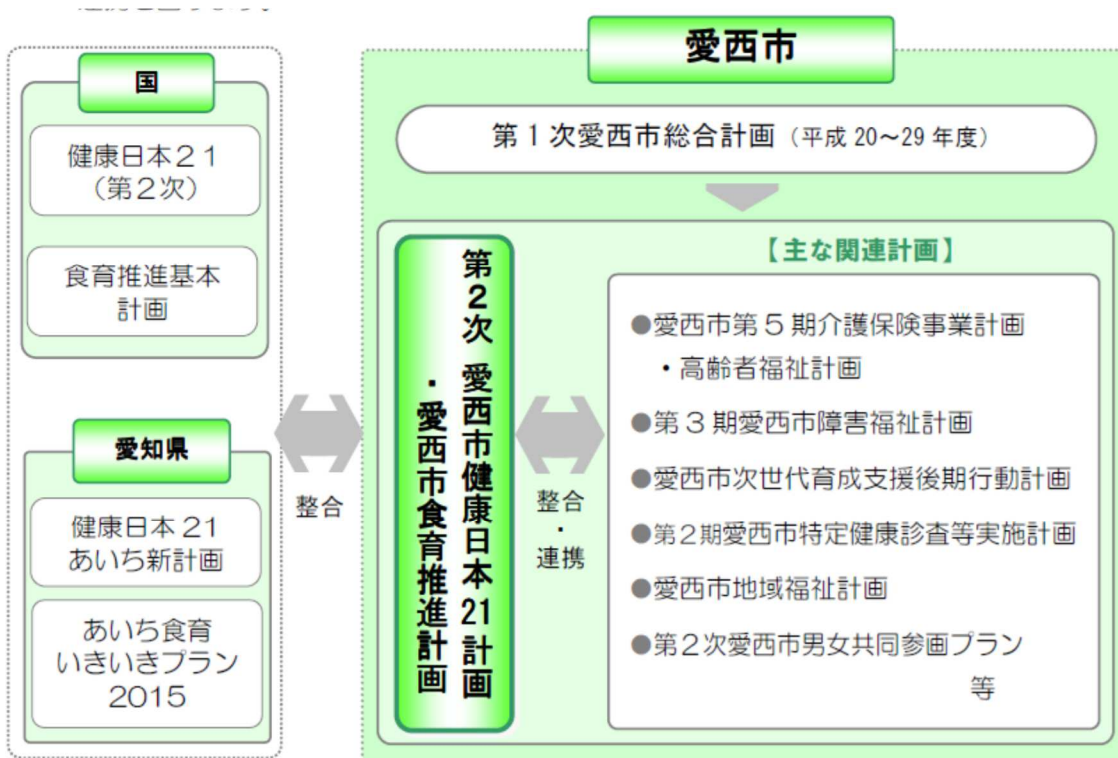 国
健康日本２１
（第２次）
食育推進基本
計画
愛知県
健康日本 21
あいち新計画
あいち食育
いきいきプラン
2015
整合
愛西市
第１次愛西市総合計画（平成 20～29 年度）
第２次 愛西市健康日本 21 計画
・愛西市食育推進計画
整合
・
連携
【主な関連計画】
●愛西市第５期介護保険事業計画
・高齢者福祉計画
●第３期愛西市障害福祉計画
●愛西市次世代育成支援後期行動計画
●第２期愛西市特定健康診査等実施計画
●愛西市地域福祉計画
●第２次愛西市男女共同参画プラン
等